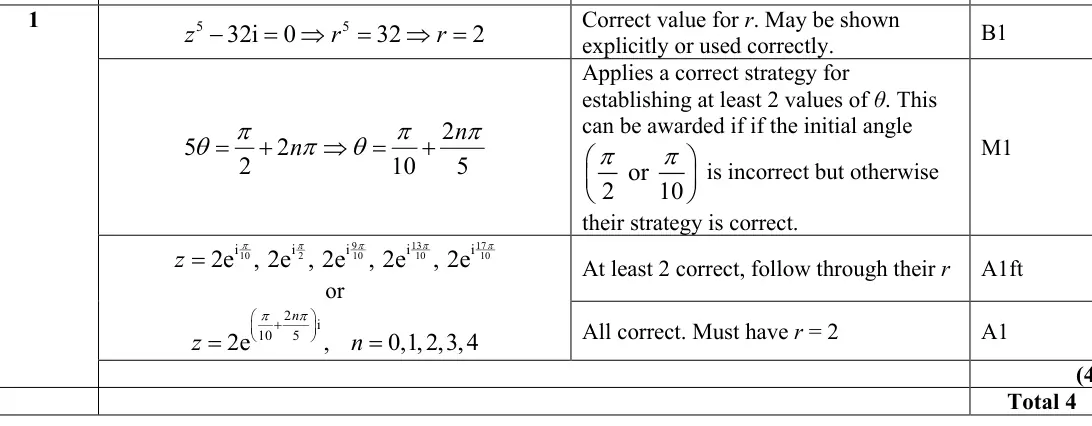 1
z⁵ − 32i = 0 ⇒ r⁵ = 32 ⇒ r = 2
Correct value for r. May be shown
explicitly or used correctly.
B1
5θ = π/2 + 2nπ ⇒ θ = π/10 + 2nπ/5
Applies a correct strategy for
establishing at least 2 values of θ. This
can be awarded if if the initial angle
(π/2 or π/10) is incorrect but otherwise
their strategy is correct.
M1
z = 2e^(iπ/10), 2e^(iπ/2), 2e^(i9π/10), 2e^(i13π/10), 2e^(i17π/10)
or
z = 2e^((π/10 + 2nπ/5)i), n = 0,1,2,3,4
At least 2 correct, follow through their r
A1ft
All correct. Must have r = 2
A1
(4
Total 4